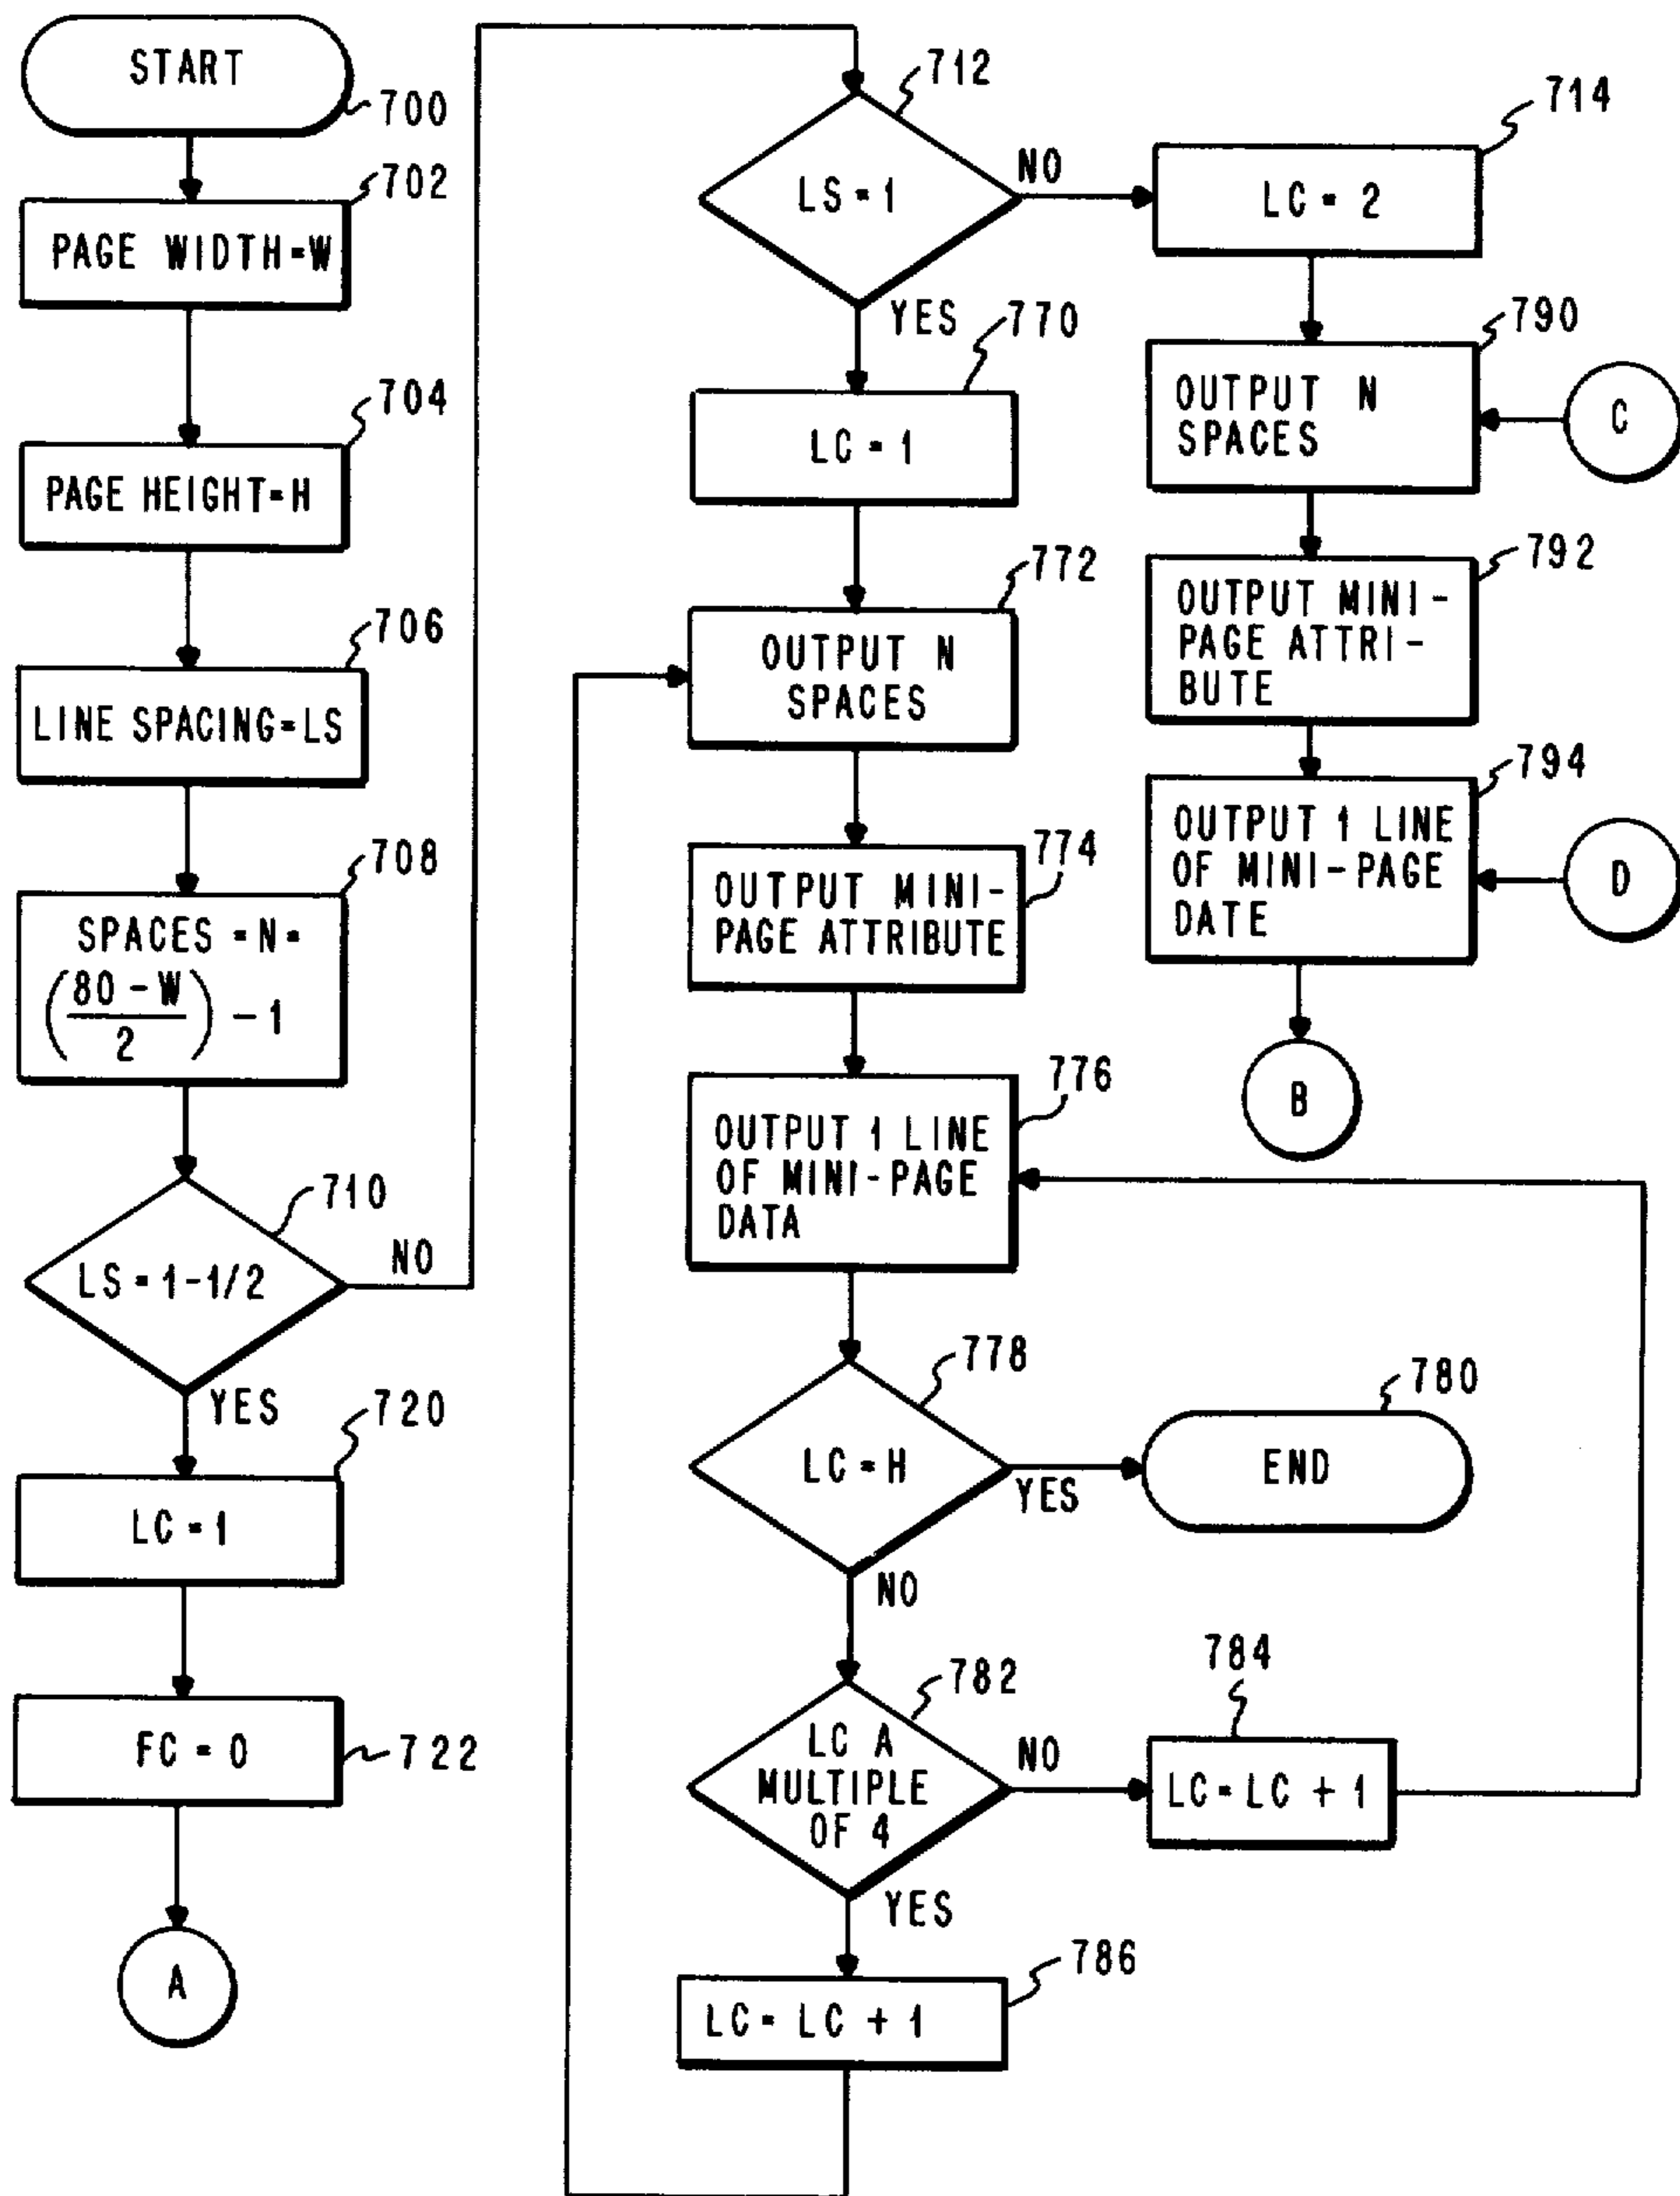 START
700
702
PAGE WIDTH=W
704
PAGE HEIGHT=H
706
LINE SPACING=LS
708
SPACES = N =
(80 - W
2) - 1
710
LS = 1-1/2
NO
YES
720
LC = 1
FC = 0
722
A
712
LS = 1
NO
YES
714
LC = 2
770
LC = 1
790
OUTPUT N
SPACES
C
772
OUTPUT N
SPACES
792
OUTPUT MINI-
PAGE ATTRI-
BUTE
774
OUTPUT MINI-
PAGE ATTRIBUTE
794
OUTPUT 1 LINE
OF MINI-PAGE
DATE
D
B
776
OUTPUT 1 LINE
OF MINI-PAGE
DATA
778
LC = H
YES
NO
780
END
782
LC A
MULTIPLE
OF 4
NO
YES
784
LC = LC + 1
786
LC = LC + 1